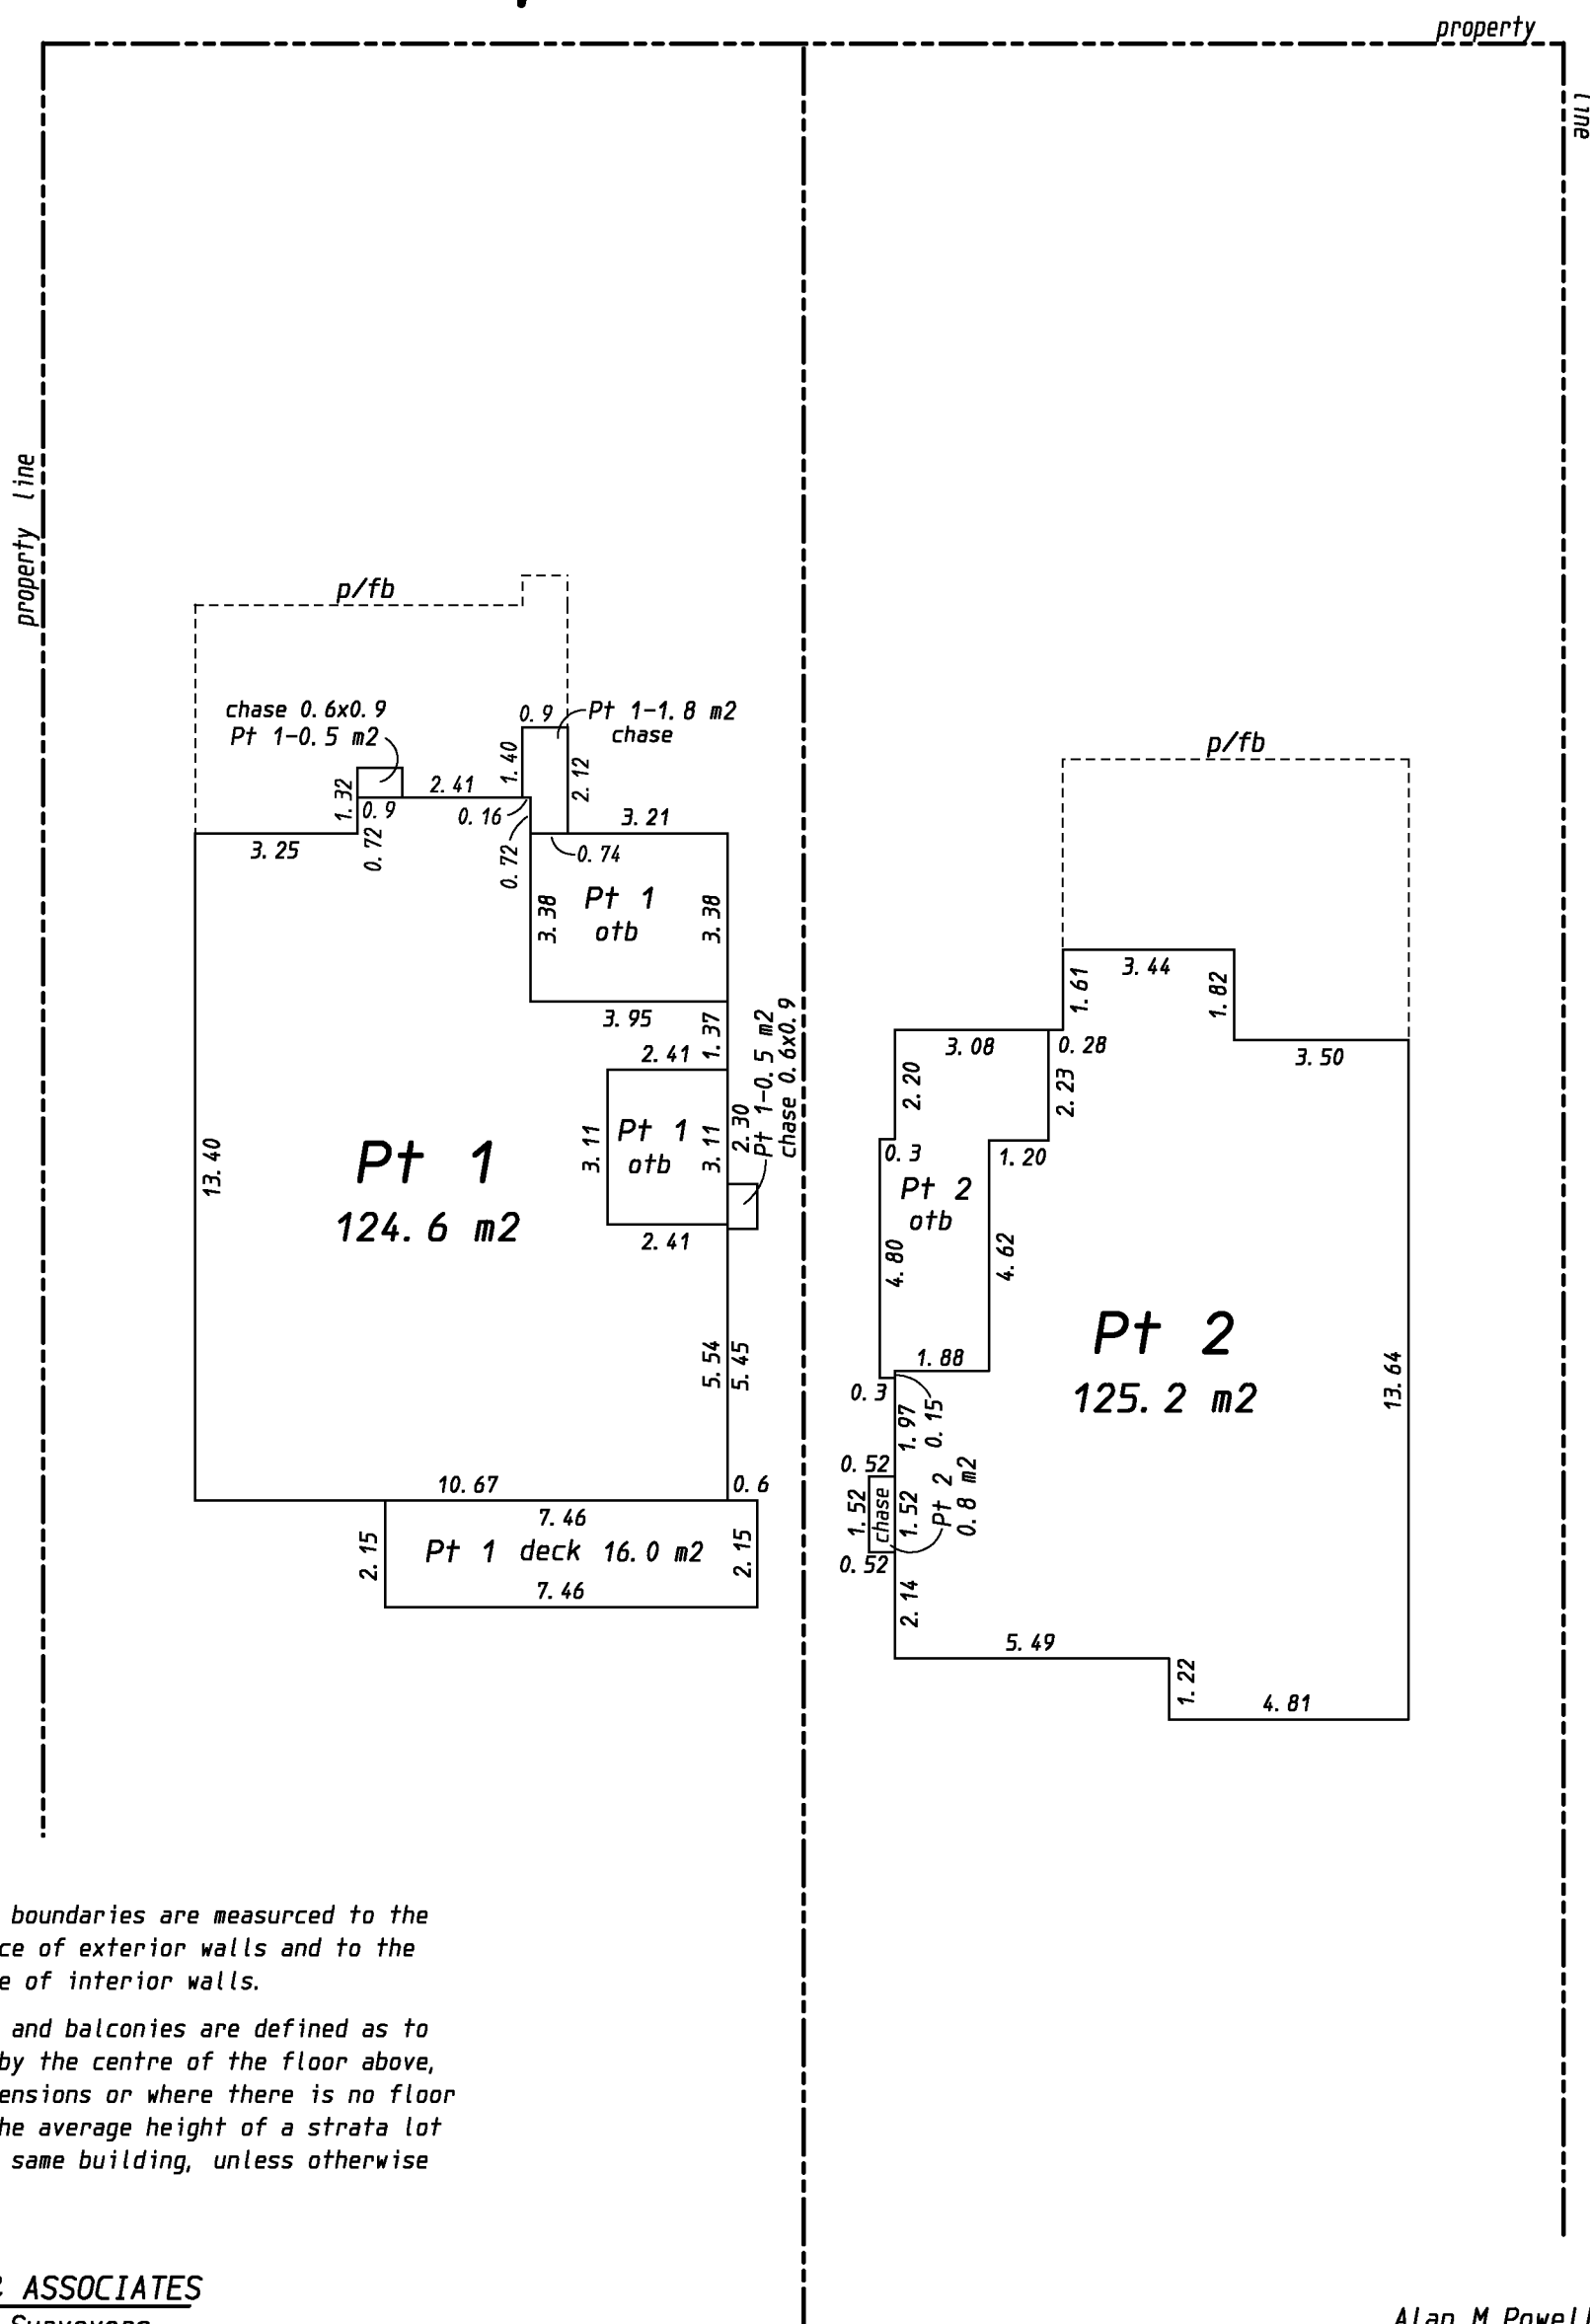 property
line
property line
p/fb
chase 0.6x0.9
Pt 1-0.5 m2
0.9
Pt 1-1.8 m2
chase
1.40
2.12
1.32
0.9
2.41
0.16
3.21
3.25
0.72
0.72
0.74
Pt 1
otb
3.38
3.38
3.95
1.37
2.41
Pt 1-0.5 m2
chase 0.6x0.9
2.30
3.11
Pt 1
otb
3.11
2.41
13.40
Pt 1
124.6 m2
5.54
5.45
10.67
0.6
7.46
2.15
Pt 1 deck 16.0 m2
2.15
7.46
p/fb
3.44
1.61
1.82
3.08
0.28
3.50
2.20
2.23
0.3
1.20
Pt 2
otb
4.80
4.62
1.88
0.3
1.97
0.15
Pt 2
125.2 m2
13.64
0.52
1.52
chase
1.52
Pt 2
0.8 m2
0.52
2.14
5.49
1.22
4.81
boundaries are measurced to the
ce of exterior walls and to the
e of interior walls.
and balconies are defined as to
by the centre of the floor above,
ensions or where there is no floor
he average height of a strata lot
same building, unless otherwise
& ASSOCIATES
Surveyors
Alan M Powell